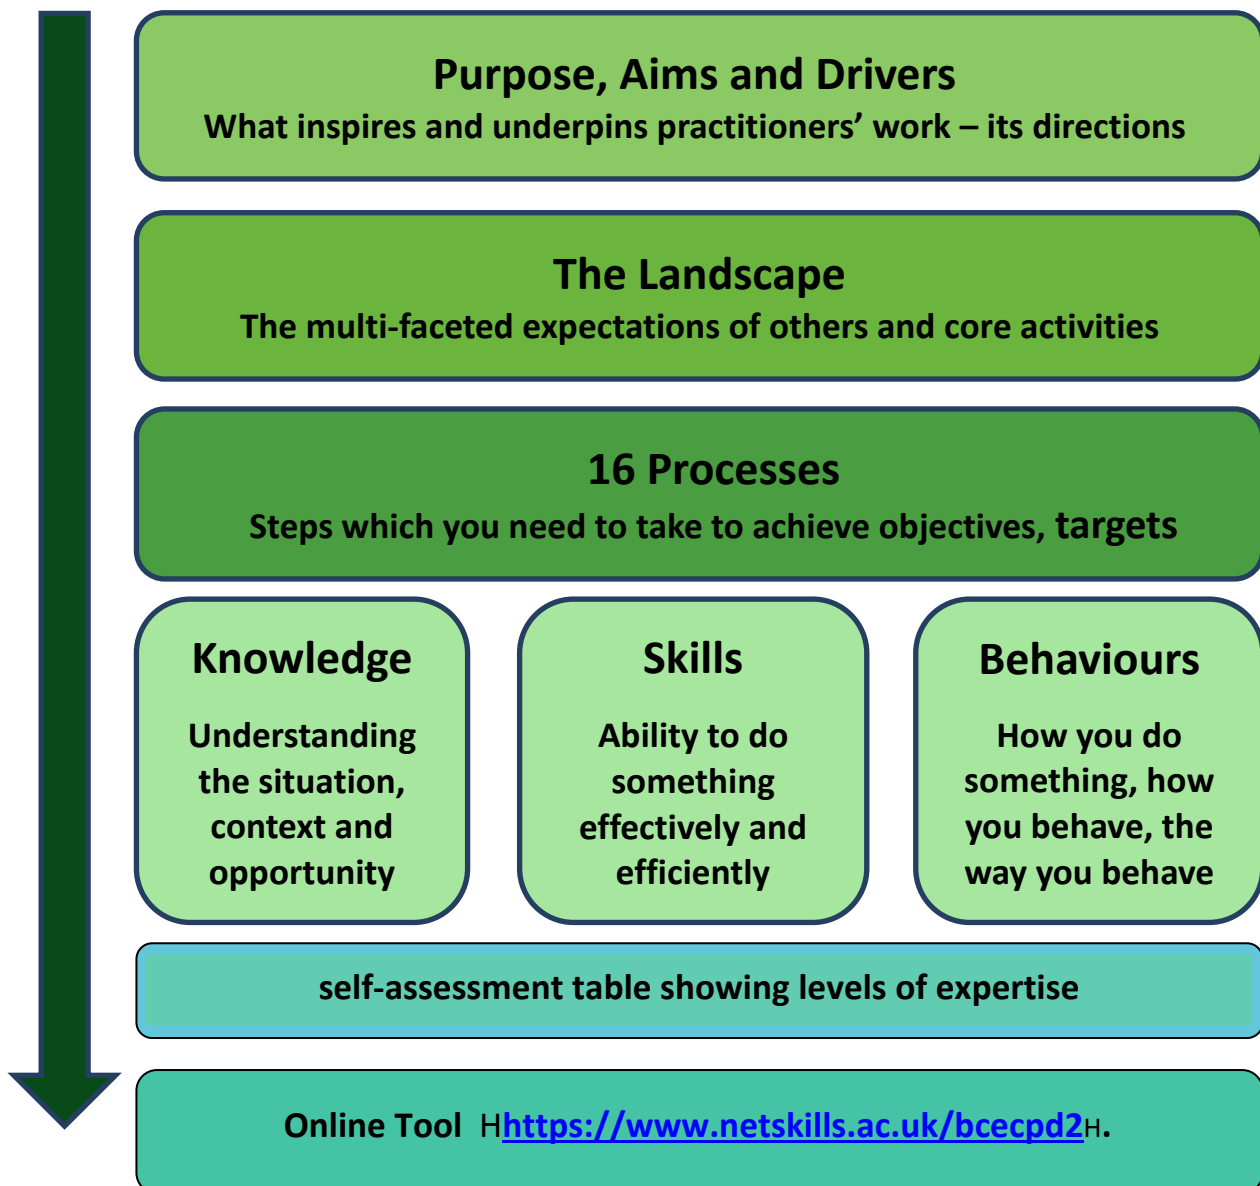 Purpose, Aims and Drivers
What inspires and underpins practitioners’ work – its directions
The Landscape
The multi-faceted expectations of others and core activities
16 Processes
Steps which you need to take to achieve objectives, targets
Knowledge
Understanding
the situation,
context and
opportunity
Skills
Ability to do
something
effectively and
efficiently
Behaviours
How you do
something, how
you behave, the
way you behave
self-assessment table showing levels of expertise
Online Tool Hhttps://www.netskills.ac.uk/bcecpd2H.